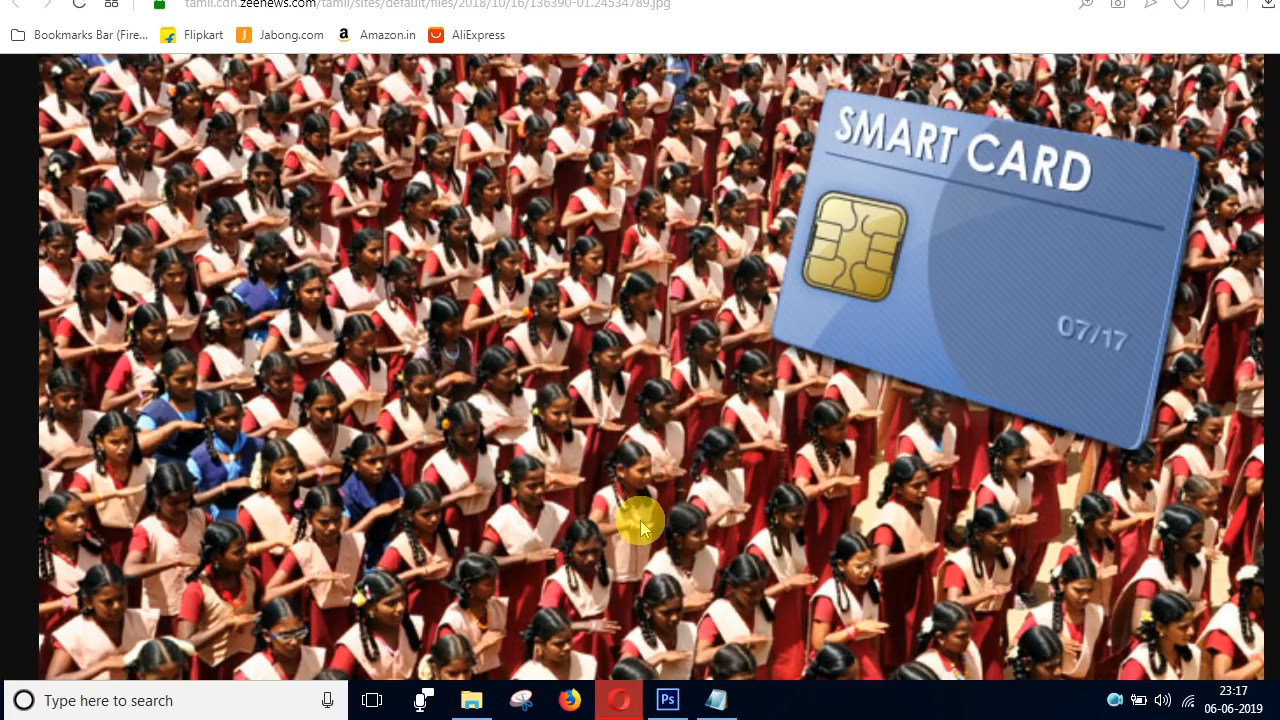 tamil.cdn.zeenews.com/tamil/sites/default/files/2018/10/16/136390-01.24534789.jpg
Bookmarks Bar (Fire... Flipkart Jabong.com Amazon.in AliExpress
SMART CARD
07/17
Type here to search
23:17
06-06-2019